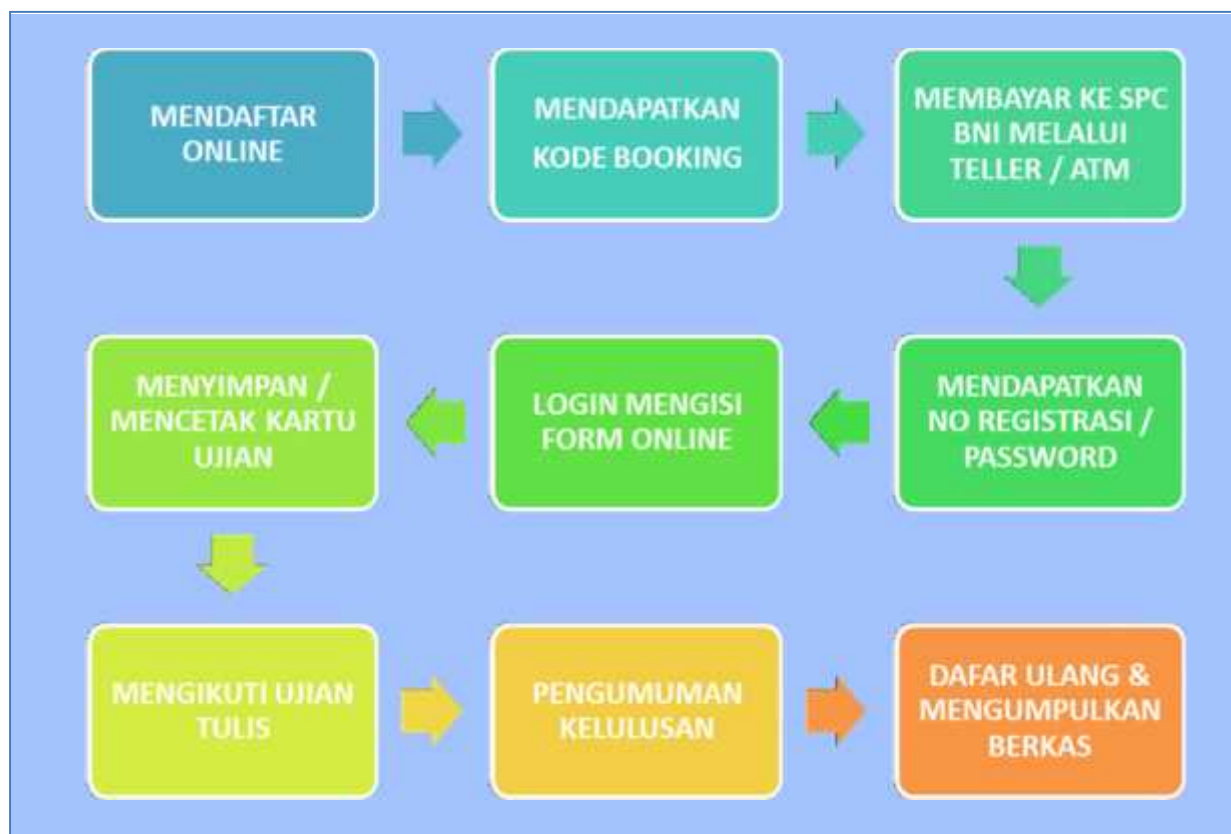 MENDAFTAR
ONLINE
MENDAPATKAN
KODE BOOKING
MEMBAYAR KE SPC
BNI MELALUI
TELLER / ATM
MENDAPATKAN
NO REGISTRASI /
PASSWORD
LOGIN MENGISI
FORM ONLINE
MENYIMPAN /
MENCETAK KARTU
UJIAN
MENGIKUTI UJIAN
TULIS
PENGUMUMAN
KELULUSAN
DAFAR ULANG &
MENGUMPULKAN
BERKAS